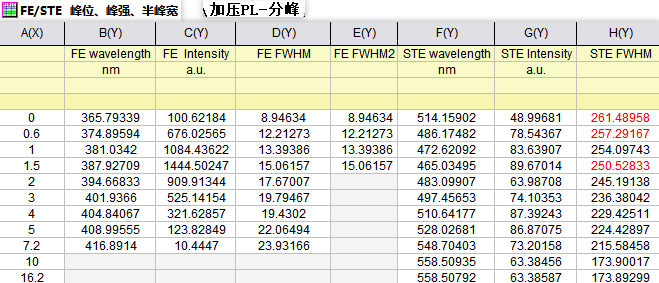 FE/STE 峰位、峰强、半峰宽 加压PL-分峰
A(X) B(Y) C(Y) D(Y) E(Y) F(Y) G(Y) H(Y)
FE wavelength FE Intensity FE FWHM FE FWHM2 STE wavelength STE Intensity STE FWHM
nm a.u. nm a.u.
0 365.79339 100.62184 8.94634 8.94634 514.15902 48.99681 261.48958
0.6 374.89594 676.02565 12.21273 12.21273 486.17482 78.54367 257.29167
1 381.0342 1084.43622 13.39386 13.39386 472.62092 83.63907 254.09743
1.5 387.92709 1444.50247 15.06157 15.06157 465.03495 89.67014 250.52833
2 394.66833 909.91344 17.67007 483.09907 63.98708 245.19138
3 401.9366 525.14154 19.79467 497.45653 74.10353 236.38042
4 404.84067 321.62857 19.4302 510.64177 87.39243 229.42511
5 408.99555 123.82849 22.06494 528.02681 86.87075 224.42897
7.2 416.8914 10.4447 23.93166 548.70403 73.20158 215.58458
10 558.50935 63.38456 173.90017
16.2 558.50792 63.38587 173.89299